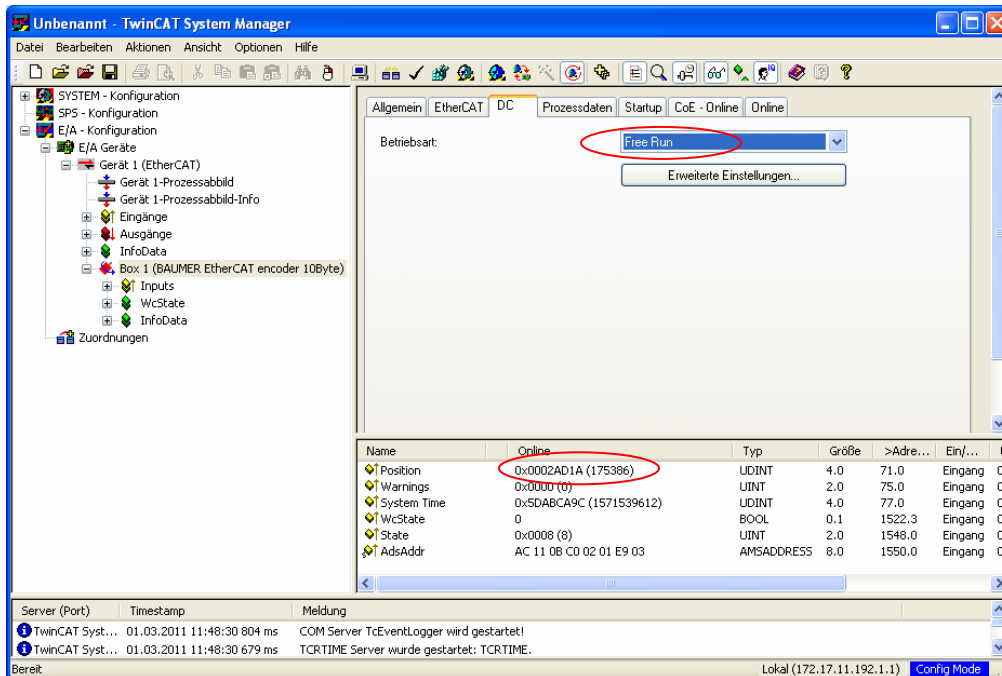 Unbenannt - TwinCAT System Manager
Datei Bearbeiten Aktionen Ansicht Optionen Hilfe
SYSTEM - Konfiguration
SPS - Konfiguration
E/A - Konfiguration
E/A Geräte
Gerät 1 (EtherCAT)
Gerät 1-Prozessabbild
Gerät 1-Prozessabbild-Info
Eingänge
Ausgänge
InfoData
Box 1 (BAUMER EtherCAT encoder 10Byte)
Inputs
WcState
InfoData
Zuordnungen
Allgemein EtherCAT DC Prozessdaten Startup CoE - Online Online
Betriebsart: Free Run
Erweiterte Einstellungen...
Name Online Typ Größe >Adre... Ein/...
Position 0x0002AD1A (175386) UDINT 4.0 71.0 Eingang
Warnings 0x0000 (0) UINT 2.0 75.0 Eingang
System Time 0x5DABCA9C (1571539612) UDINT 4.0 77.0 Eingang
WcState 0 BOOL 0.1 1522.3 Eingang
State 0x0008 (8) UINT 2.0 1548.0 Eingang
AdsAddr AC 11 0B C0 02 01 E9 03 AMSADDRESS 8.0 1550.0 Eingang
Server (Port) Timestamp Meldung
TwinCAT Syst... 01.03.2011 11:48:30 804 ms COM Server TcEventLogger wird gestartet!
TwinCAT Syst... 01.03.2011 11:48:30 679 ms TCRTIME Server wurde gestartet: TCRTIME.
Bereit Lokal (172.17.11.192.1.1) Config Mode